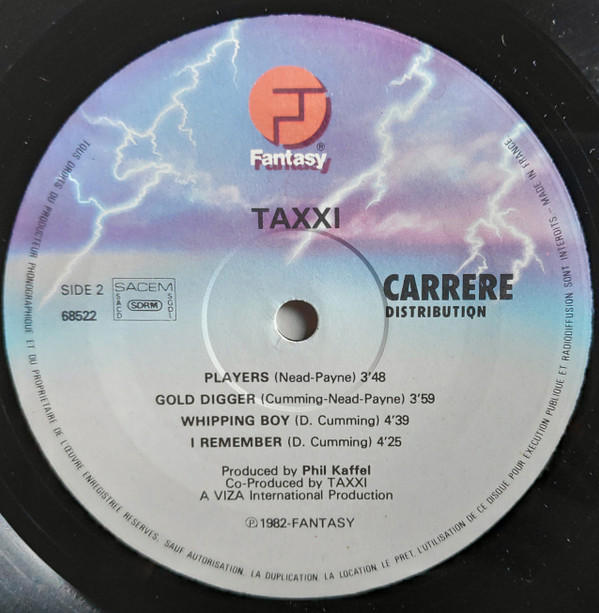 Fantasy®
TAXXI
SIDE 2
68522
SACEM
SACD
SDRM
SGDL
CARRERE
DISTRIBUTION
PLAYERS (Nead-Payne) 3'48
GOLD DIGGER (Cumming-Nead-Payne) 3'59
WHIPPING BOY (D. Cumming) 4'39
I REMEMBER (D. Cumming) 4'25
Produced by Phil Kaffel
Co-Produced by TAXXI
A VIZA International Production
℗ 1982-FANTASY
TOUS DROITS DU PRODUCTEUR PHONOGRAPHIQUE ET DU PROPRIETAIRE DE L'ŒUVRE ENREGISTREE RESERVES. SAUF AUTORISATION, LA DUPLICATION, LA LOCATION, LE PRET, L'UTILISATION DE CE DISQUE POUR EXECUTION PUBLIQUE ET RADIODIFFUSION SONT INTERDITS - MADE IN FRANCE